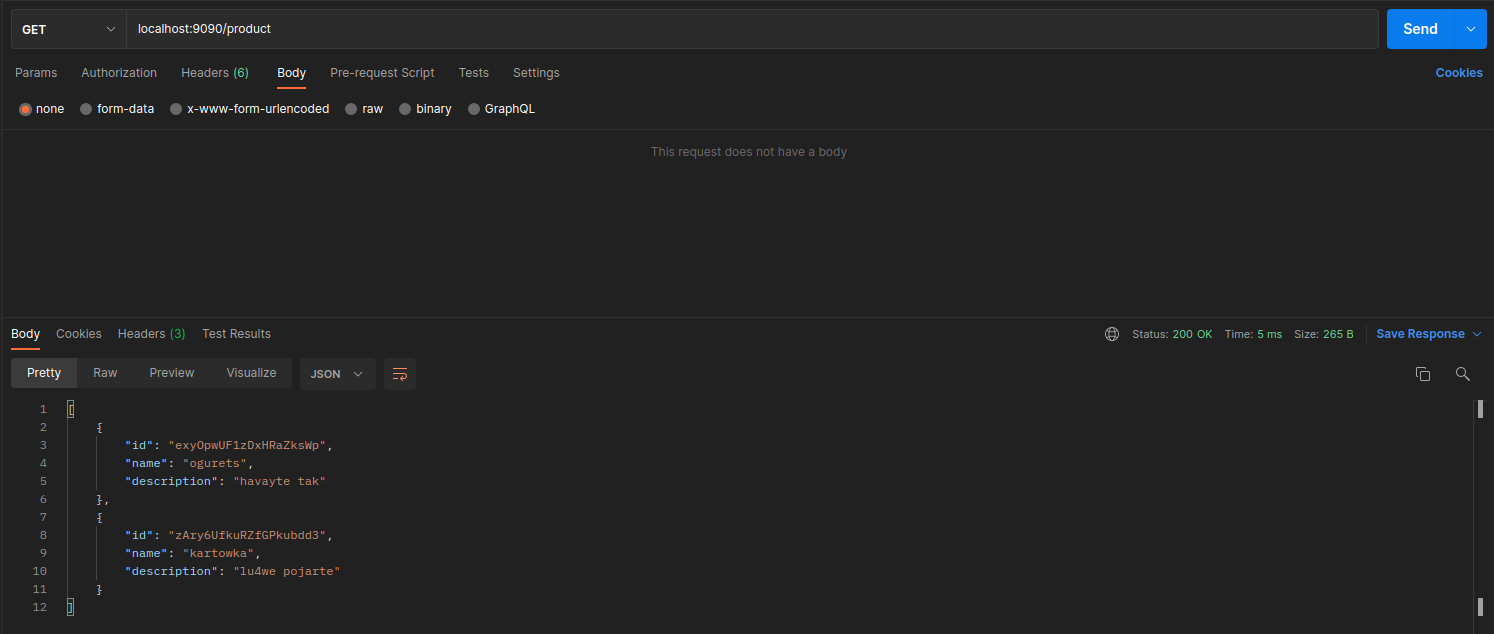 GET localhost:9090/product Send
Params Authorization Headers (6) Body Pre-request Script Tests Settings Cookies
none form-data x-www-form-urlencoded raw binary GraphQL
This request does not have a body
Body Cookies Headers (3) Test Results Status: 200 OK Time: 5 ms Size: 265 B Save Response
Pretty Raw Preview Visualize JSON
1 [
2 {
3 "id": "exyOpwUF1zDxHRaZksWp",
4 "name": "ogurets",
5 "description": "havayte tak"
6 },
7 {
8 "id": "zAry6UfkuRZfGPkubdd3",
9 "name": "kartowka",
10 "description": "lu4we pojarte"
11 }
12 ]